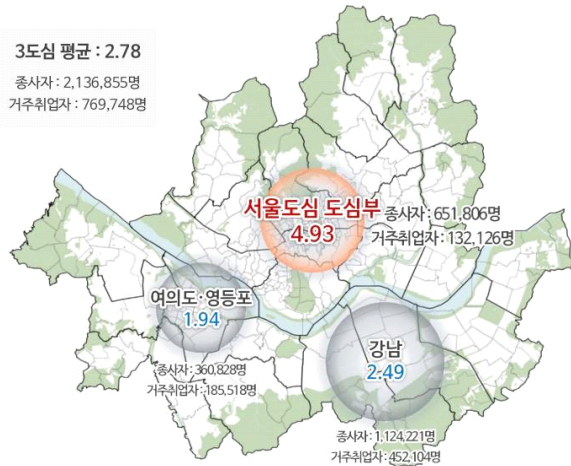 3도심 평균 : 2.78
종사자 : 2,136,855명
거주취업자 : 769,748명
서울도심 도심부
4.93
종사자 : 651,806명
거주취업자 : 132,126명
여의도·영등포
1.94
종사자 : 360,828명
거주취업자 : 185,518명
강남
2.49
종사자 : 1,124,221명
거주취업자 : 452,104명